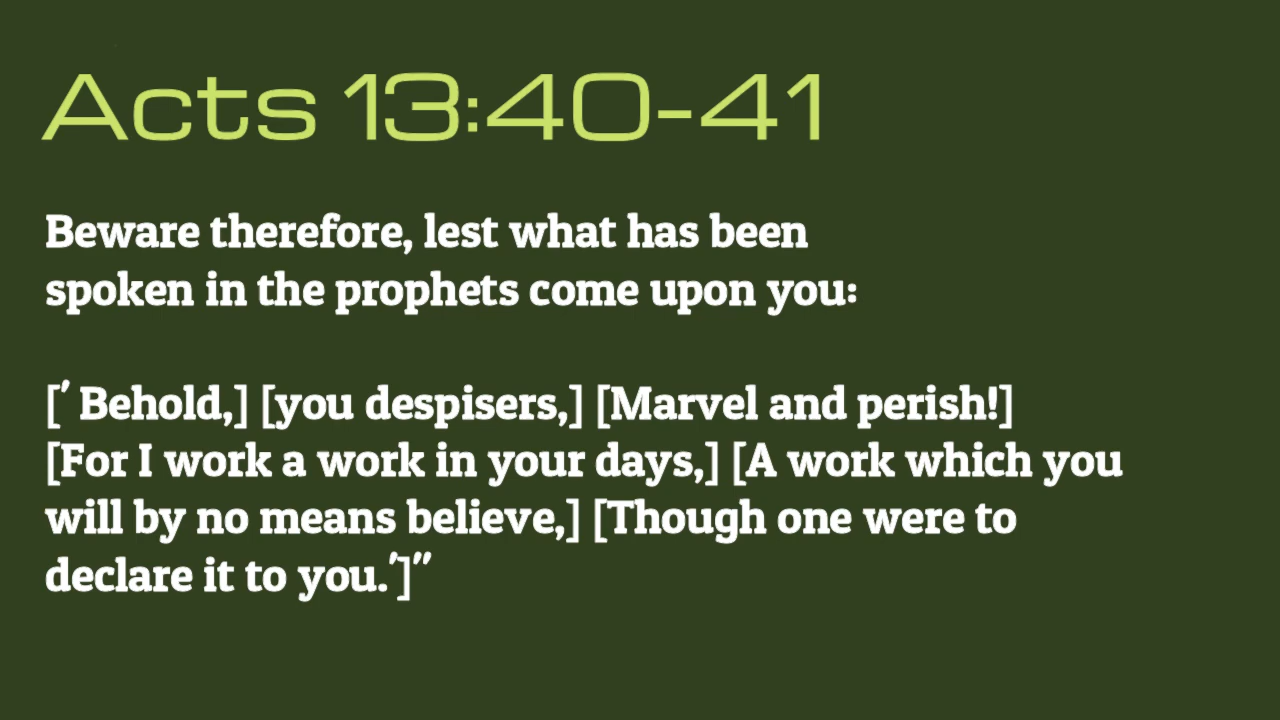 Acts 13:40-41
Beware therefore, lest what has been
spoken in the prophets come upon you:
[' Behold,] [you despisers,] [Marvel and perish!]
[For I work a work in your days,] [A work which you
will by no means believe,] [Though one were to
declare it to you.']"